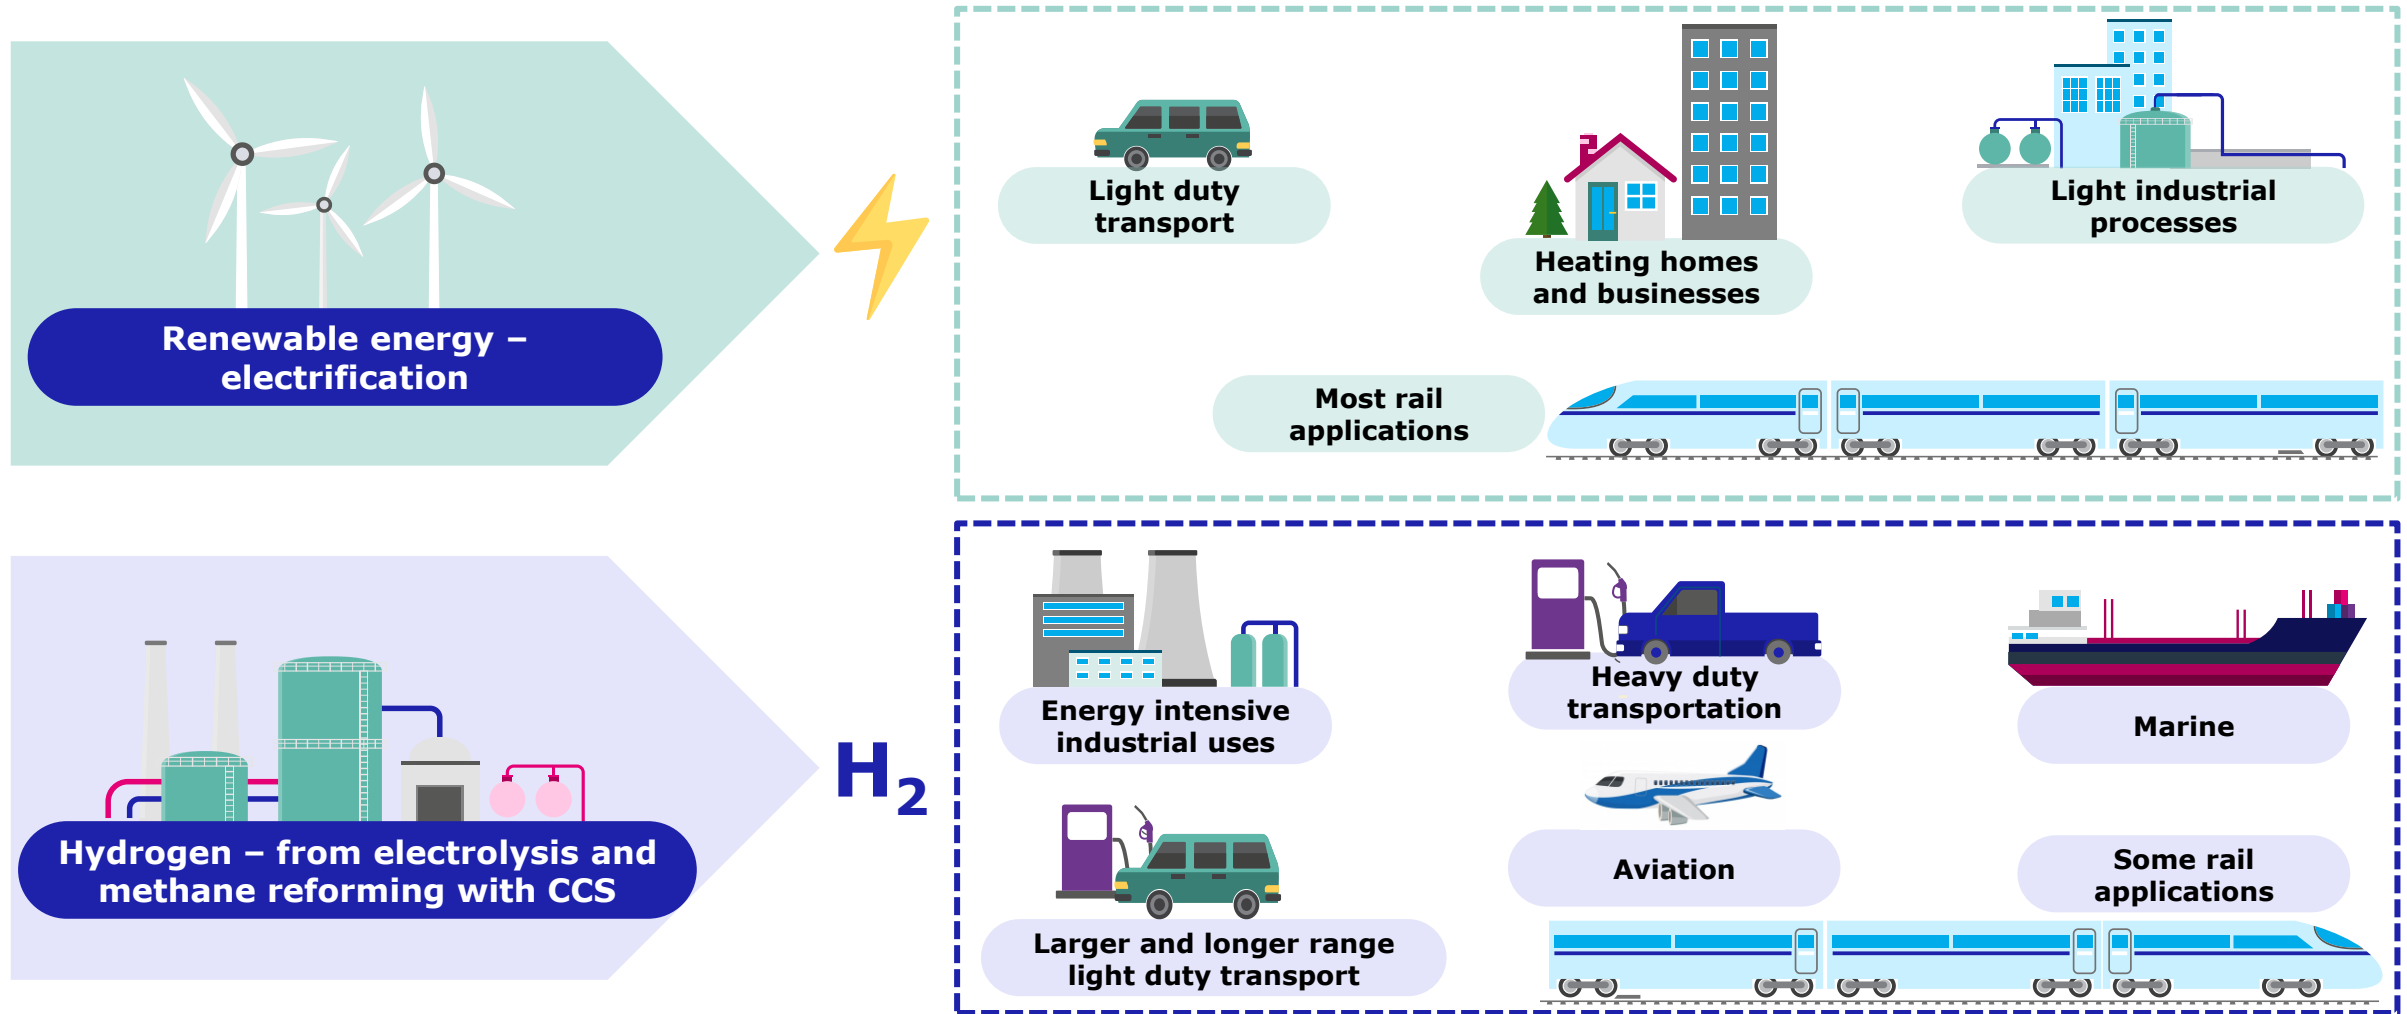 Renewable energy –
electrification
Light duty
transport
Heating homes
and businesses
Light industrial
processes
Most rail
applications
Hydrogen – from electrolysis and
methane reforming with CCS
H₂
Energy intensive
industrial uses
Heavy duty
transportation
Marine
Larger and longer range
light duty transport
Aviation
Some rail
applications